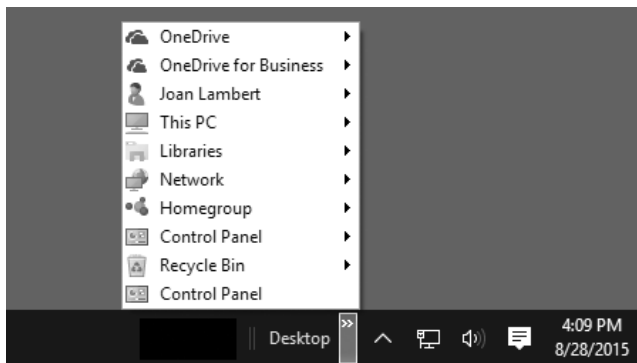 OneDrive
OneDrive for Business
Joan Lambert
This PC
Libraries
Network
Homegroup
Control Panel
Recycle Bin
Control Panel
Desktop
4:09 PM
8/28/2015